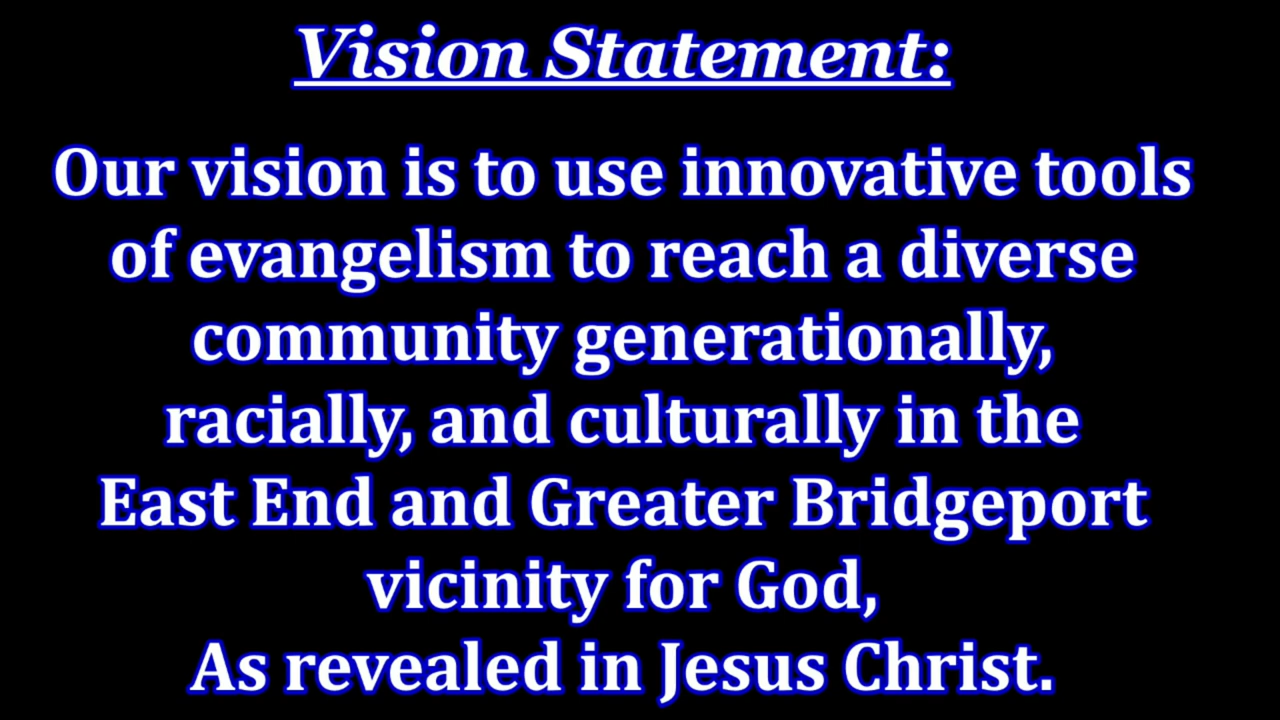 Vision Statement:
Our vision is to use innovative tools
of evangelism to reach a diverse
community generationally,
racially, and culturally in the
East End and Greater Bridgeport
vicinity for God,
As revealed in Jesus Christ.